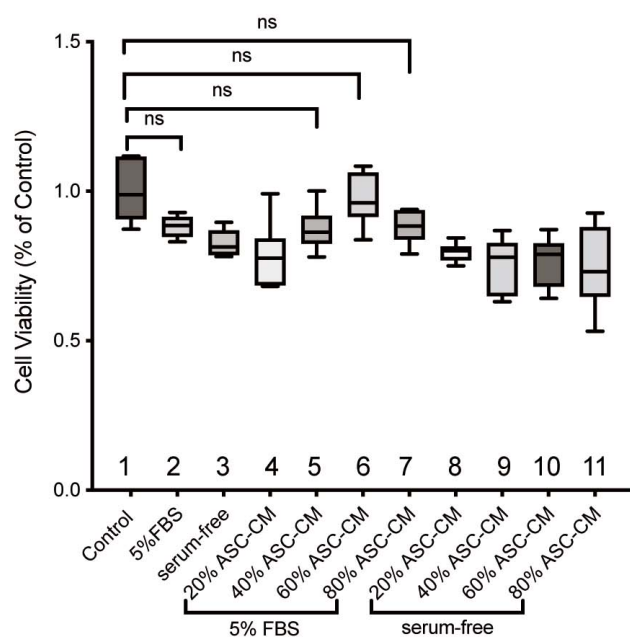 ns
ns
ns
ns
Cell Viability (% of Control)
1.5
1.0
0.5
0.0
1 2 3 4 5 6 7 8 9 10 11
Control
5%FBS
serum-free
20% ASC-CM
40% ASC-CM
60% ASC-CM
80% ASC-CM
20% ASC-CM
40% ASC-CM
60% ASC-CM
80% ASC-CM
5% FBS
serum-free